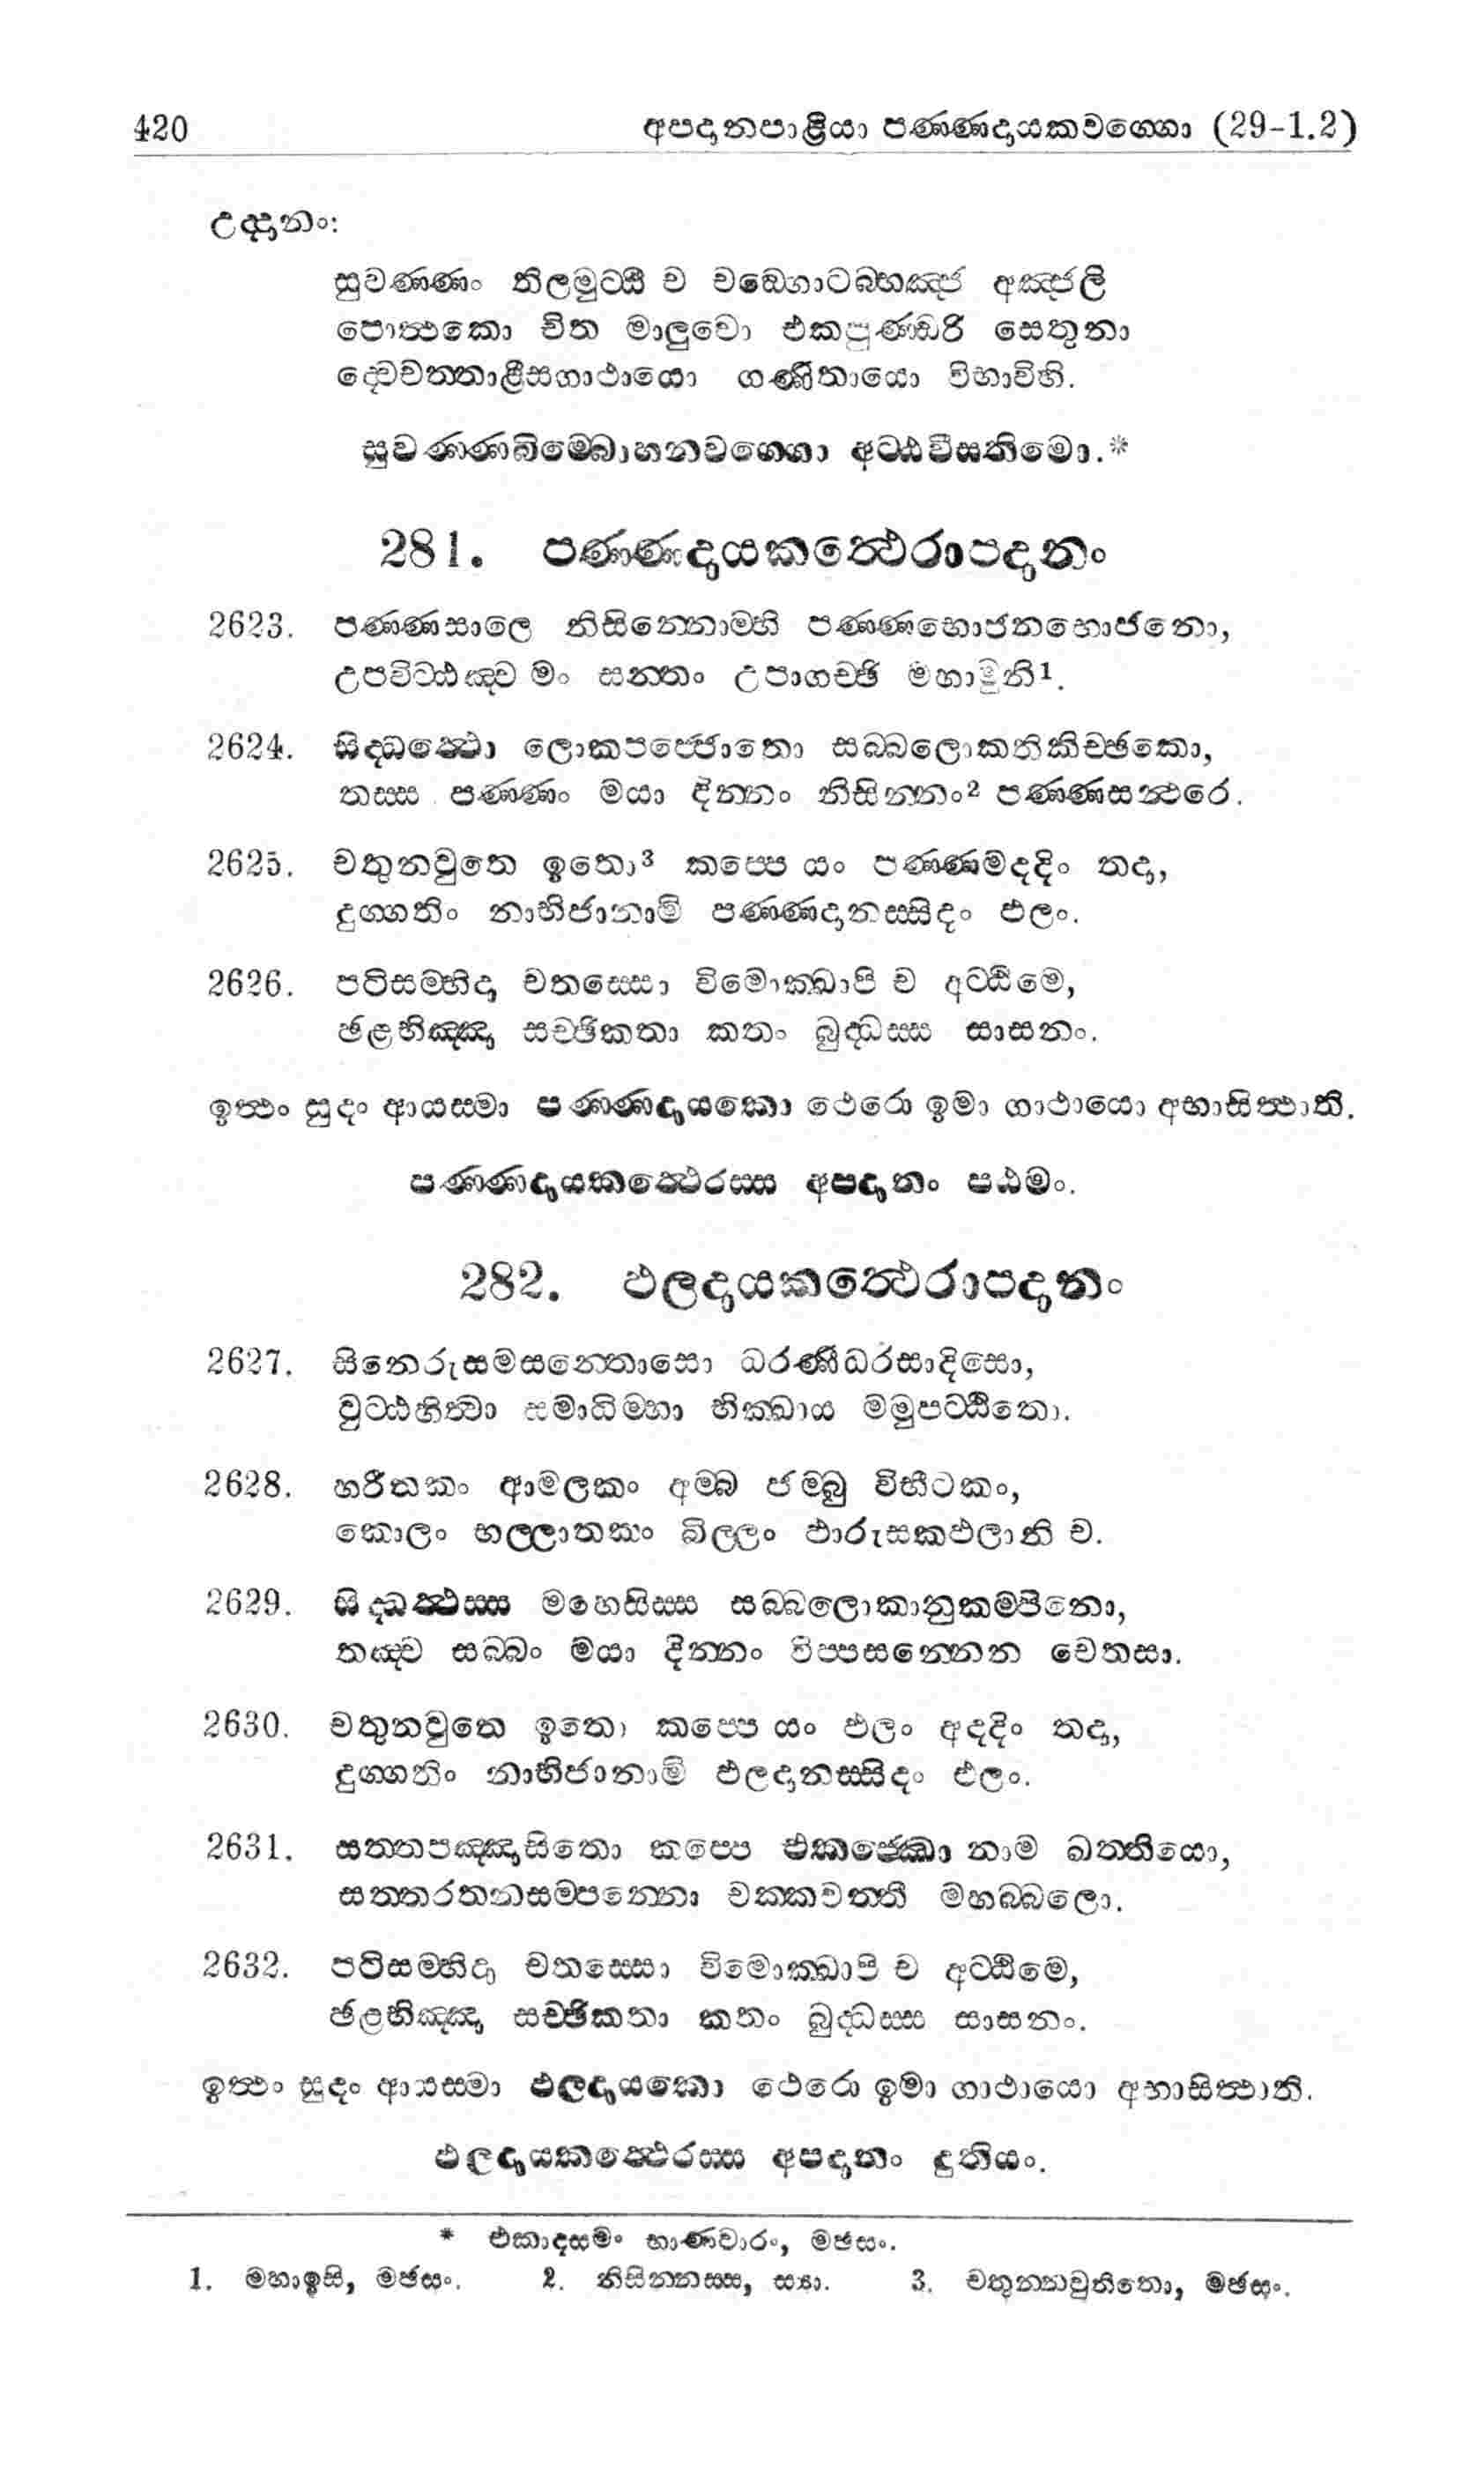 420 අපදානපාළියා පණ්ණදායකවග්ගො (29-1.2)
උද්දානං:
සුවණ්ණං තිලමුට්ඨි ච චඞ්ගොටබ්භඤ්ජ අඤ්ජලි
පොත්ථකො චිත මාලුවො එකපුණ්ඩරි සෙතුනා
ද්වෙචත්තාළීසගාථායො ගණිතායො විභාවිහි.
සුවණ්ණබිම්බොහනවග්ගො අට්ඨවීසතිමො.*
281. පණ්ණදායකත්ථෙරාපදානං
2623. පණ්ණසාලෙ නිසින්නොම්හි පණ්ණභොජනභොජනො,
උපවිට්ඨඤ්ච මං සන්තං උපාගච්ඡි මහාමුනි1.
2624. සිද්ධත්ථො ලොකපජ්ජොතො සබ්බලොකතිකිච්ඡකො,
තස්ස පණ්ණං මයා දින්නං නිසින්නං2 පණ්ණසන්ථරෙ.
2625. චතුනවුතෙ ඉතො3 කප්පෙ යං පණ්ණමදදිං තදා,
දුග්ගතිං නාභිජානාමි පණ්ණදානස්සිදං ඵලං.
2626. පටිසම්භිදා චතස්සො විමොක්ඛාපි ච අට්ඨිමෙ,
ඡළභිඤ්ඤා සච්ඡිකතා කතං බුද්ධස්ස සාසනං.
ඉත්ථං සුදං ආයස්මා පණ්ණදායකො ථෙරො ඉමා ගාථායො අභාසිත්ථාති.
පණ්ණදායකත්ථෙරස්ස අපදානං පඨමං.
282. ඵලදායකත්ථෙරාපදානං
2627. සිනෙරුසමසන්තොසො ධරණීධරසාදිසො,
වුට්ඨහිත්වා සමාධිම්හා භික්ඛාය මමුපට්ඨිතො.
2628. හරීතකං ආමලකං අම්බ ජම්බු විභීටකං,
කොලං භල්ලාතකං බිල්ලං ඵාරුසකඵලානි ච.
2629. සිද්ධත්ථස්ස මහෙසිස්ස සබ්බලොකානුකම්පිනො,
තඤ්ච සබ්බං මයා දින්නං විප්පසන්නෙන චෙතසා.
2630. චතුනවුතෙ ඉතො කප්පෙ යං ඵලං අදදිං තදා,
දුග්ගතිං නාභිජානාමි ඵලදානස්සිදං ඵලං.
2631. සත්තපඤ්ඤාසිතො කප්පෙ එකජ්ඣො නාම ඛත්තියො,
සත්තරතනසම්පන්නො චක්කවත්තී මහබ්බලො.
2632. පටිසම්භිදා චතස්සො විමොක්ඛාපි ච අට්ඨිමෙ,
ඡළභිඤ්ඤා සච්ඡිකතා කතං බුද්ධස්ස සාසනං.
ඉත්ථං සුදං ආයස්මා ඵලදායකො ථෙරො ඉමා ගාථායො අභාසිත්ථාති.
ඵලදායකත්ථෙරස්ස අපදානං දුතියං.
* එකාදසමං භාණවාරං, මඡසං.
1. මහාඉසි, මඡසං. 2. නිසින්නස්ස, ස්‍යා. 3. චතුන්නවුතිතො, මඡසං.